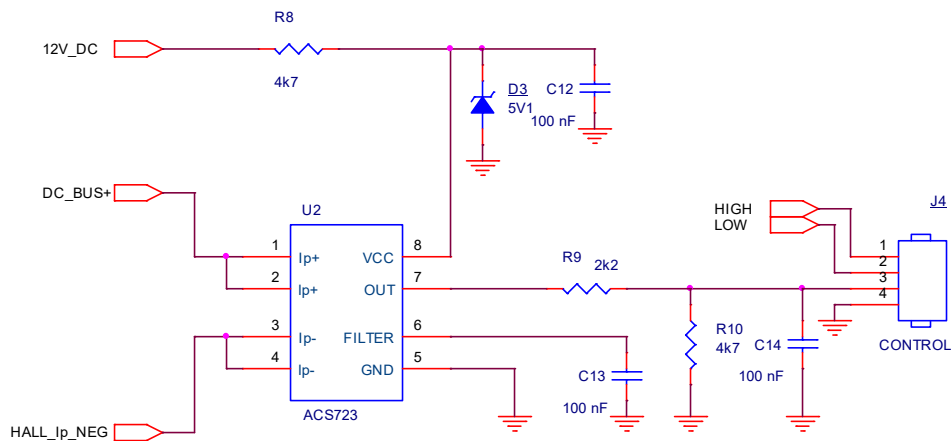 R8
12V_DC
4k7
D3
5V1
C12
100 nF
DC_BUS+
U2
HIGH
LOW
J4
1
2
3
4
Ip+
Ip+
Ip-
Ip-
VCC
OUT
FILTER
GND
8
7
6
5
R9
2k2
1
2
3
4
R10
4k7
C14
100 nF
CONTROL
C13
100 nF
ACS723
HALL_Ip_NEG